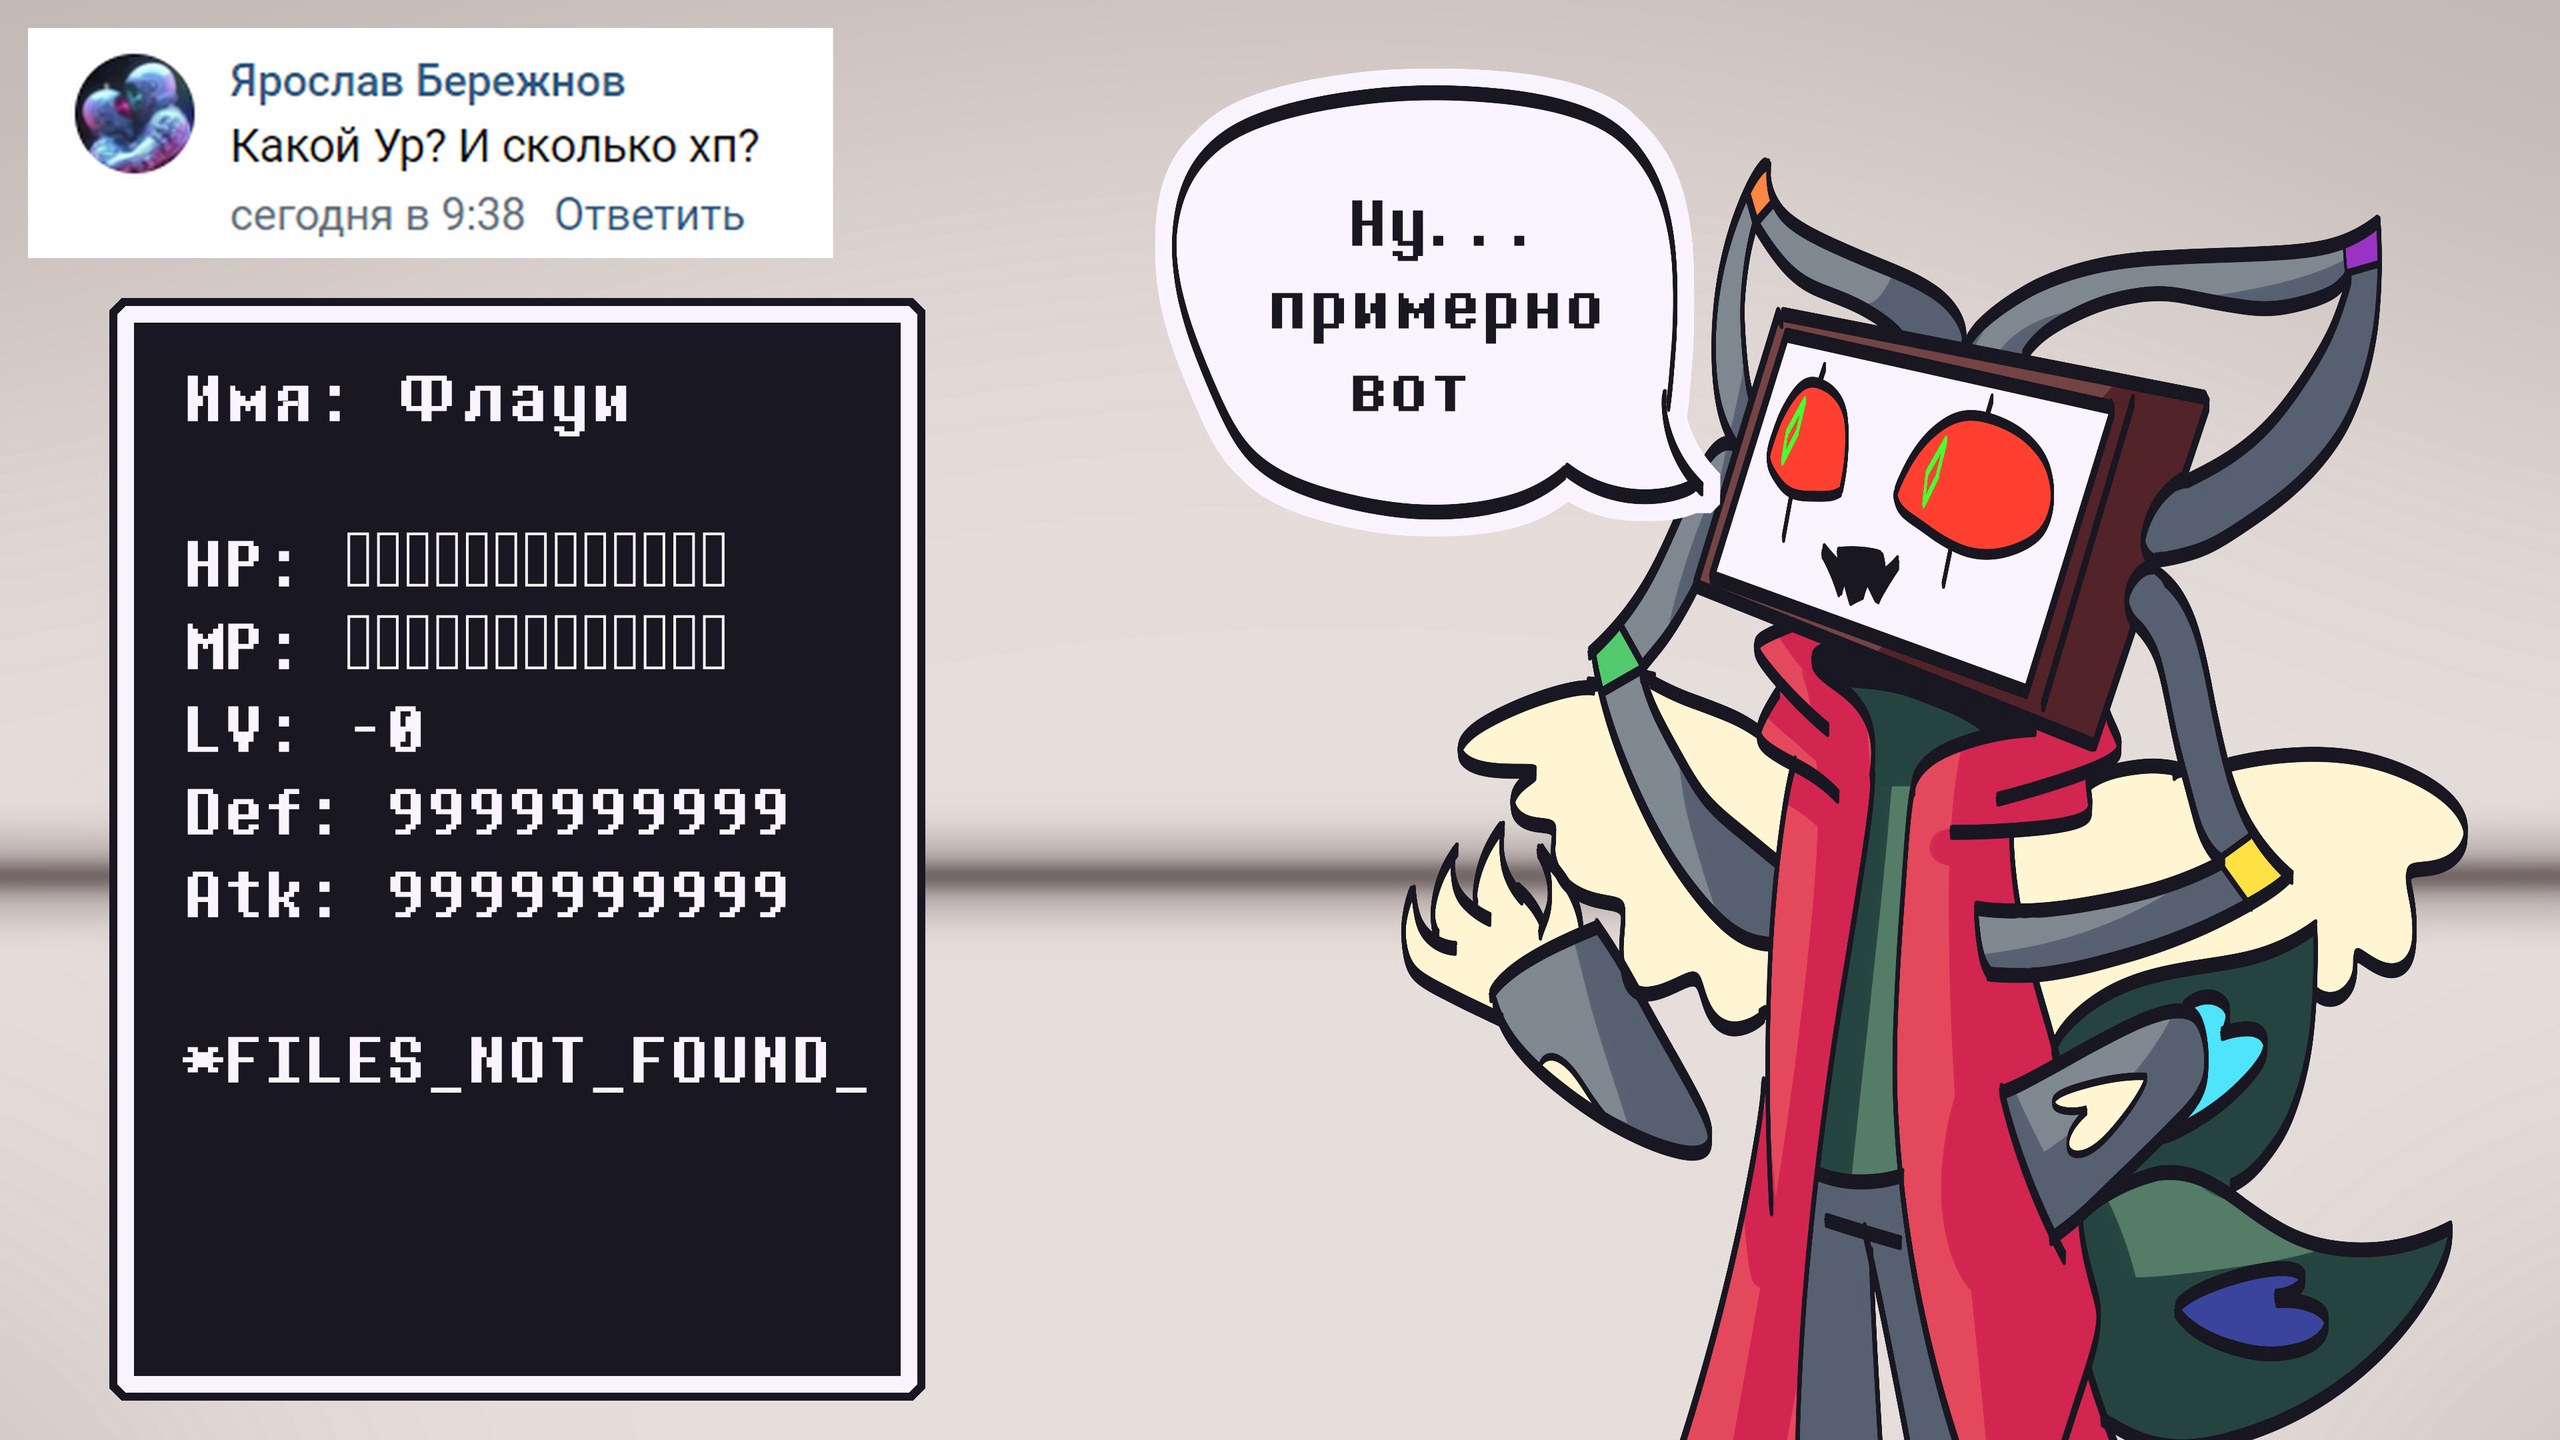 Ярослав Бережнов
Какой Ур? И сколько хп?
сегодня в 9:38 Ответить
Ну...
примерно
вот
Имя: Флауи
HP: ▯▯▯▯▯▯▯▯▯▯▯▯▯
MP: ▯▯▯▯▯▯▯▯▯▯▯▯▯
LV: -0
Def: 9999999999
Atk: 9999999999
*FILES_NOT_FOUND_